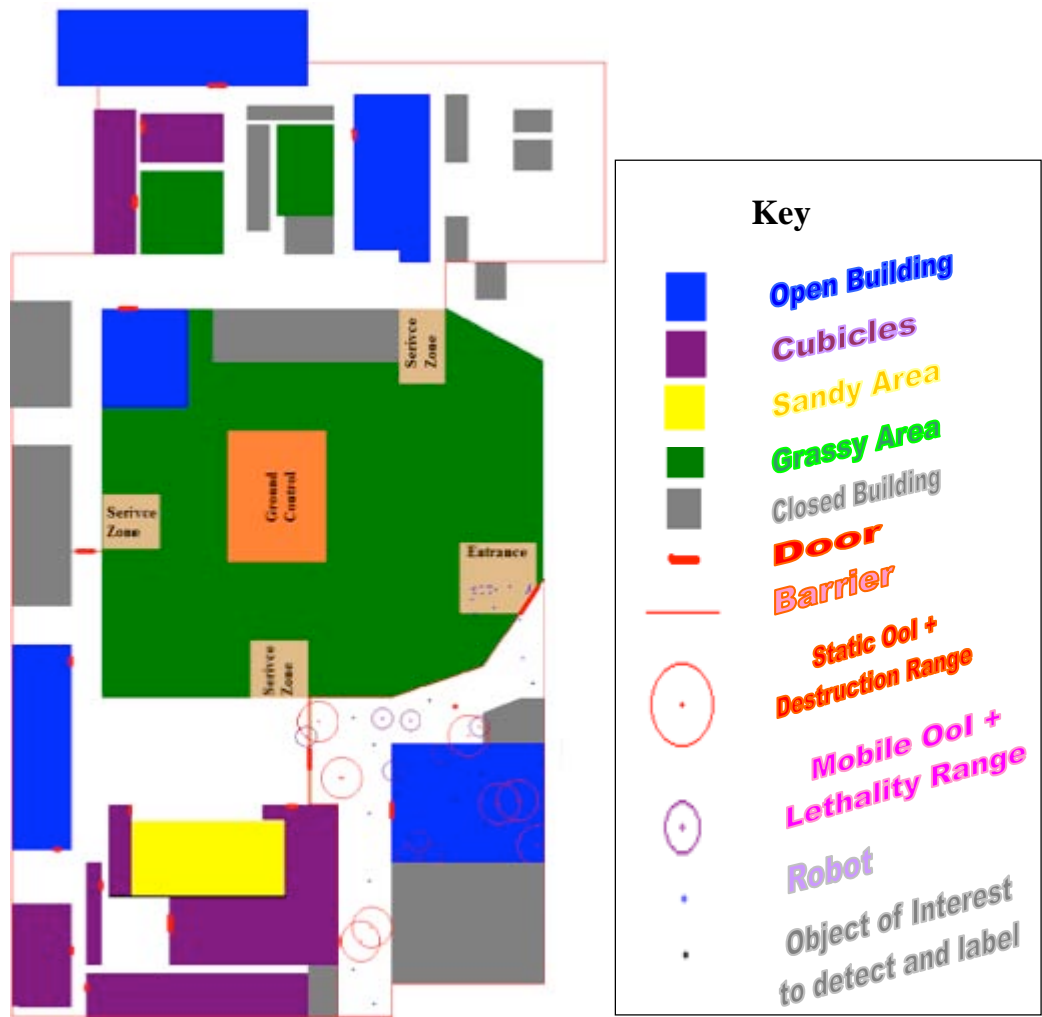 Serivce
Zone
Ground
Control
Serivce
Zone
Entrance
Serivce
Zone
Key
Open Building
Cubicles
Sandy Area
Grassy Area
Closed Building
Door
Barrier
Static OoI +
Destruction Range
Mobile OoI +
Lethality Range
Robot
Object of Interest
to detect and label